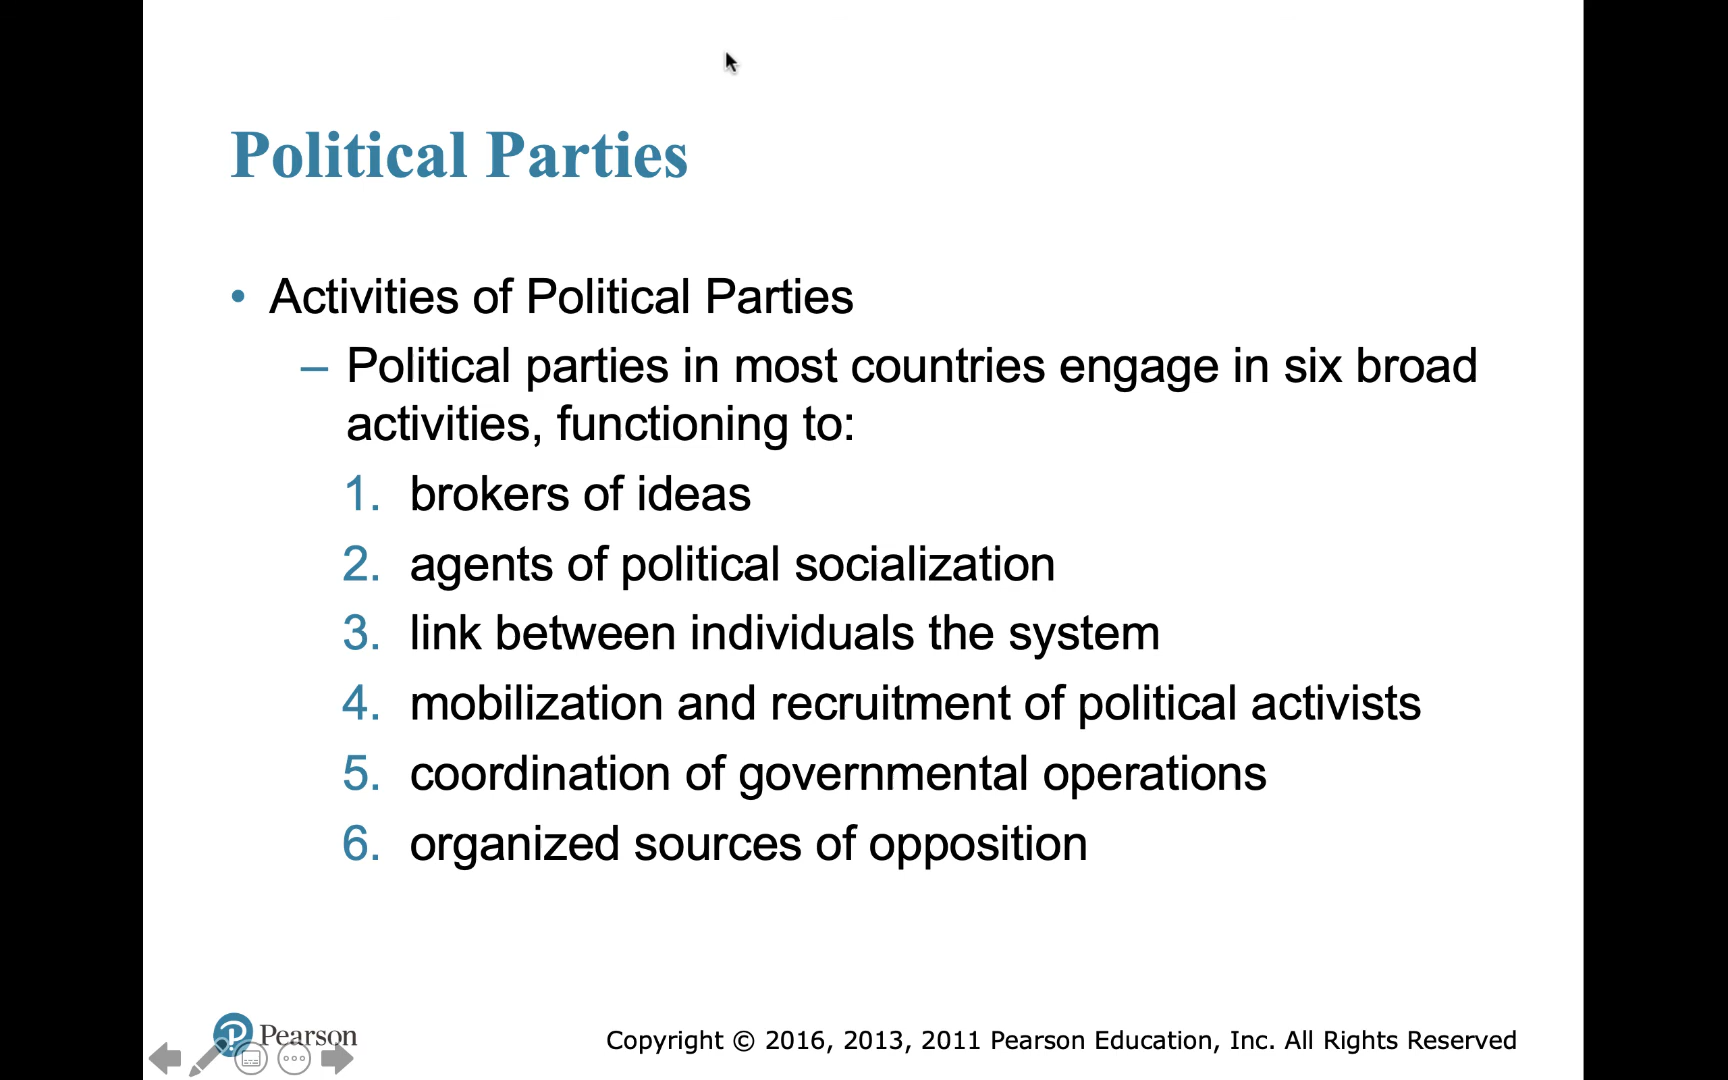 Political Parties
• Activities of Political Parties
– Political parties in most countries engage in six broad
activities, functioning to:
1. brokers of ideas
2. agents of political socialization
3. link between individuals the system
4. mobilization and recruitment of political activists
5. coordination of governmental operations
6. organized sources of opposition
Pearson
Copyright © 2016, 2013, 2011 Pearson Education, Inc. All Rights Reserved